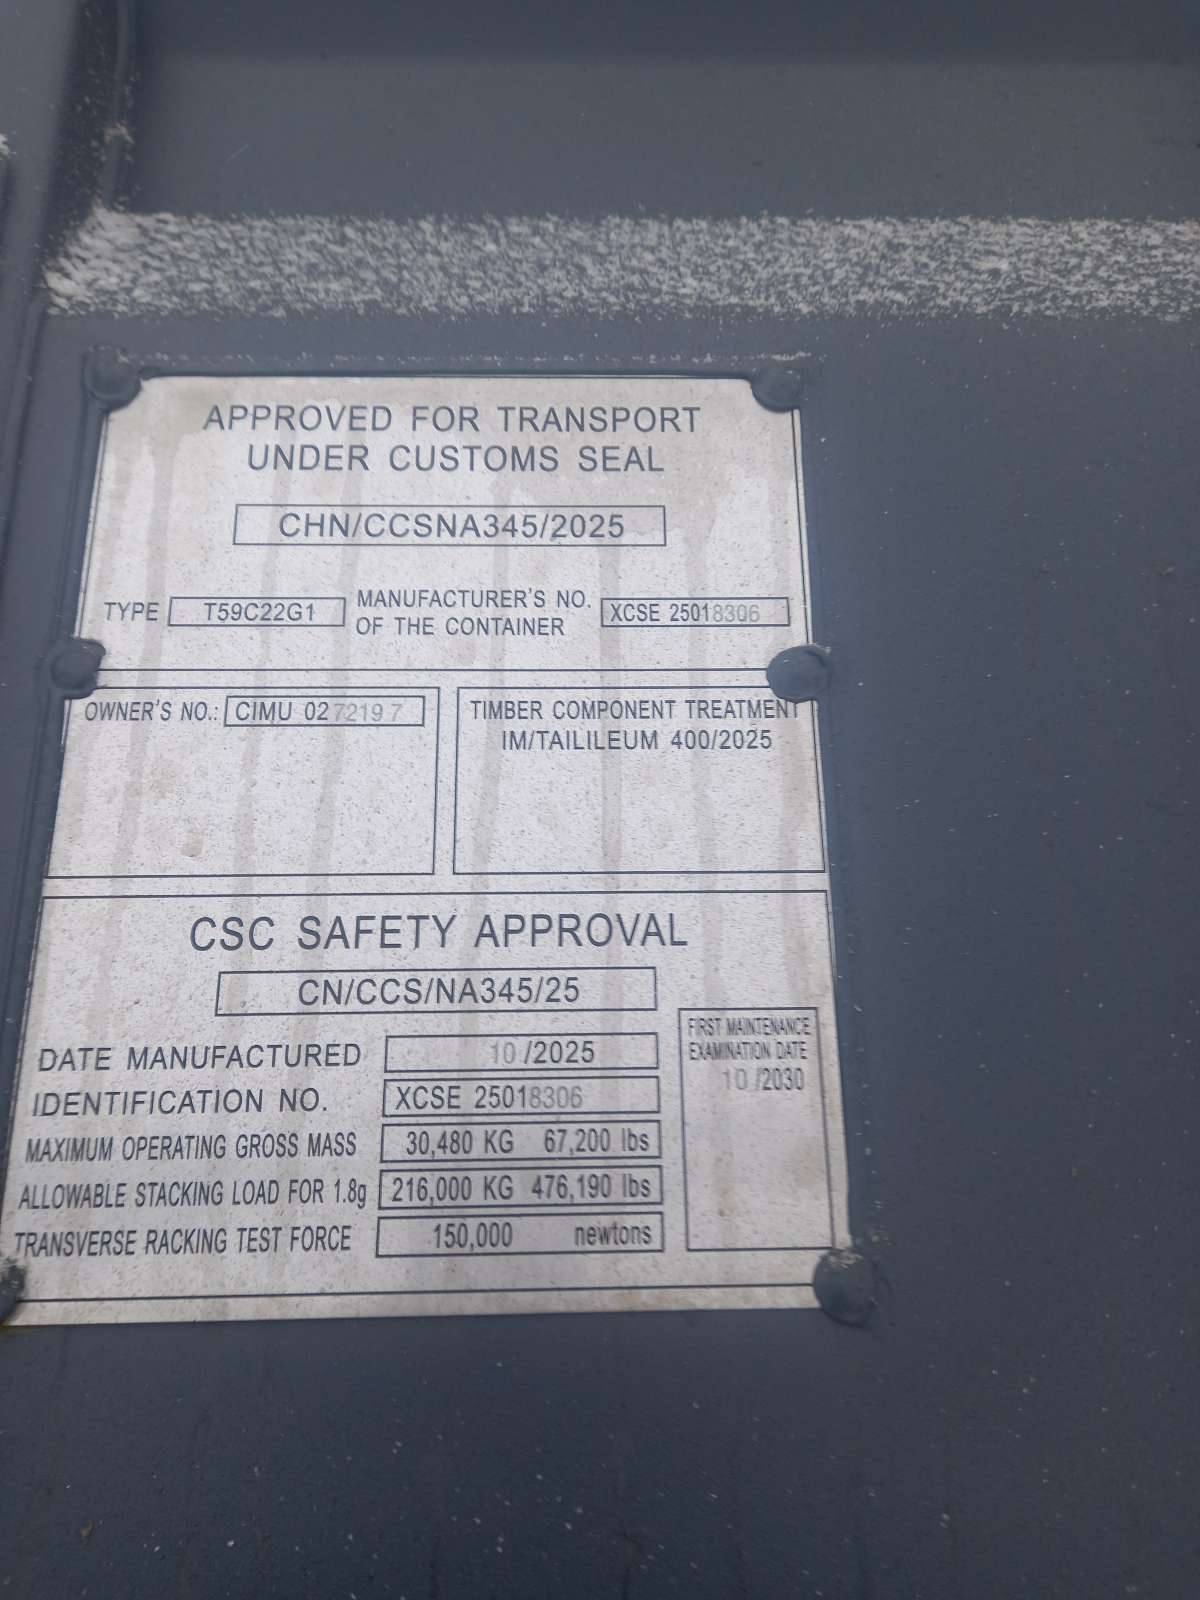 APPROVED FOR TRANSPORT
UNDER CUSTOMS SEAL
CHN/CCSNA345/2025
TYPE T59C22G1 MANUFACTURER'S NO. OF THE CONTAINER XCSE 25018306
OWNER'S NO.: CIMU 027219 7
TIMBER COMPONENT TREATMENT
IM/TAILILEUM 400/2025
CSC SAFETY APPROVAL
CN/CCS/NA345/25
DATE MANUFACTURED 10/2025
IDENTIFICATION NO. XCSE 25018306
MAXIMUM OPERATING GROSS MASS 30,480 KG 67,200 lbs
ALLOWABLE STACKING LOAD FOR 1.8g 216,000 KG 476,190 lbs
TRANSVERSE RACKING TEST FORCE 150,000 newtons
FIRST MAINTENANCE
EXAMINATION DATE
10/2030